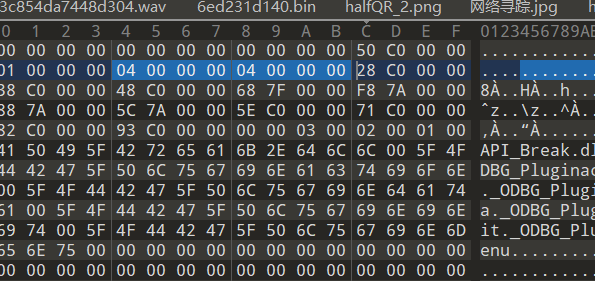 3c854da7448d304.wav 6ed231d140.bin halfQR_2.png 网络寻踪.jpg h
0 1 2 3 4 5 6 7 8 9 A B C D E F 0123456789AB
00 00 00 00 00 00 00 00 00 00 00 00 50 C0 00 00 ............
01 00 00 00 04 00 00 00 04 00 00 00 28 C0 00 00 ............
38 C0 00 00 48 C0 00 00 68 7F 00 00 F8 7A 00 00 8À..HÀ..h...
88 7A 00 00 5C 7A 00 00 5E C0 00 00 71 C0 00 00 ˆz..\z..^À..
82 C0 00 00 93 C0 00 00 00 00 03 00 02 00 01 00 ‚À..“À......
41 50 49 5F 42 72 65 61 6B 2E 64 6C 6C 00 5F 4F API_Break.dl
44 42 47 5F 50 6C 75 67 69 6E 61 63 74 69 6F 6E DBG_Pluginac
00 5F 4F 44 42 47 5F 50 6C 75 67 69 6E 64 61 74 ._ODBG_Plugi
61 00 5F 4F 44 42 47 5F 50 6C 75 67 69 6E 69 6E a._ODBG_Plug
69 74 00 5F 4F 44 42 47 5F 50 6C 75 67 69 6E 6D it._ODBG_Plu
65 6E 75 00 00 00 00 00 00 00 00 00 00 00 00 00 enu.........
00 00 00 00 00 00 00 00 00 00 00 00 00 00 00 00 ............